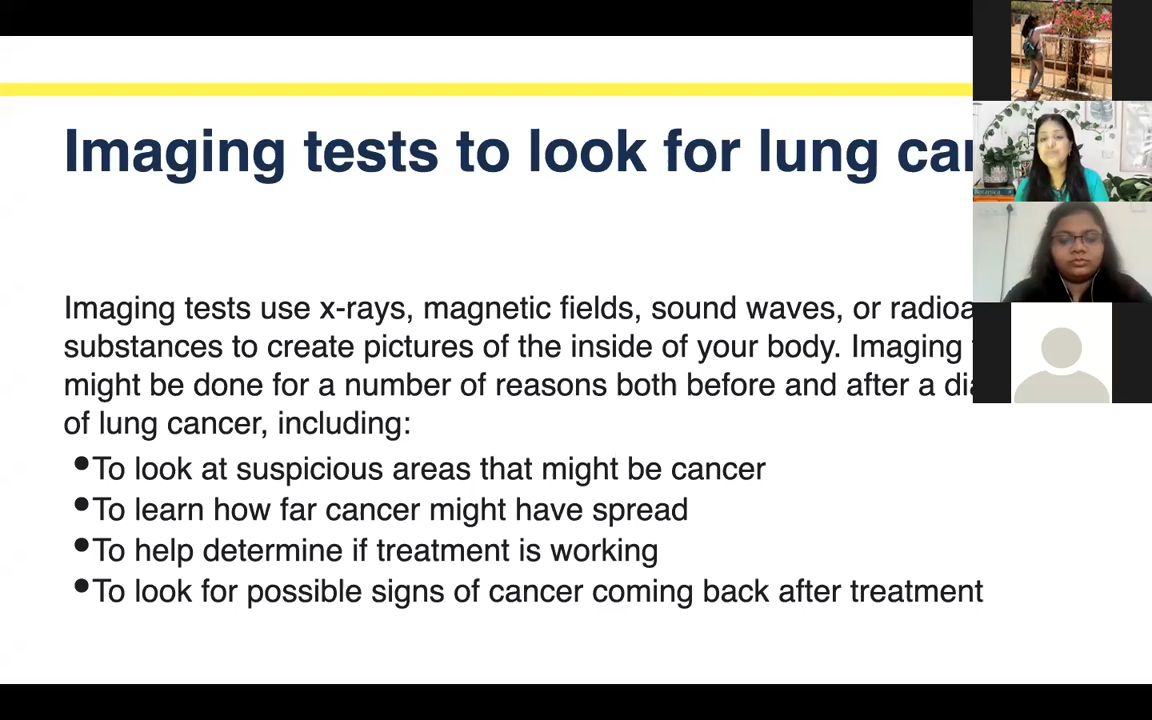 Imaging tests to look for lung
Imaging tests use x-rays, magnetic fields, sound waves, or
substances to create pictures of the inside of your body. Imaging
might be done for a number of reasons both before and after a
of lung cancer, including:
•To look at suspicious areas that might be cancer
•To learn how far cancer might have spread
•To help determine if treatment is working
•To look for possible signs of cancer coming back after treatment